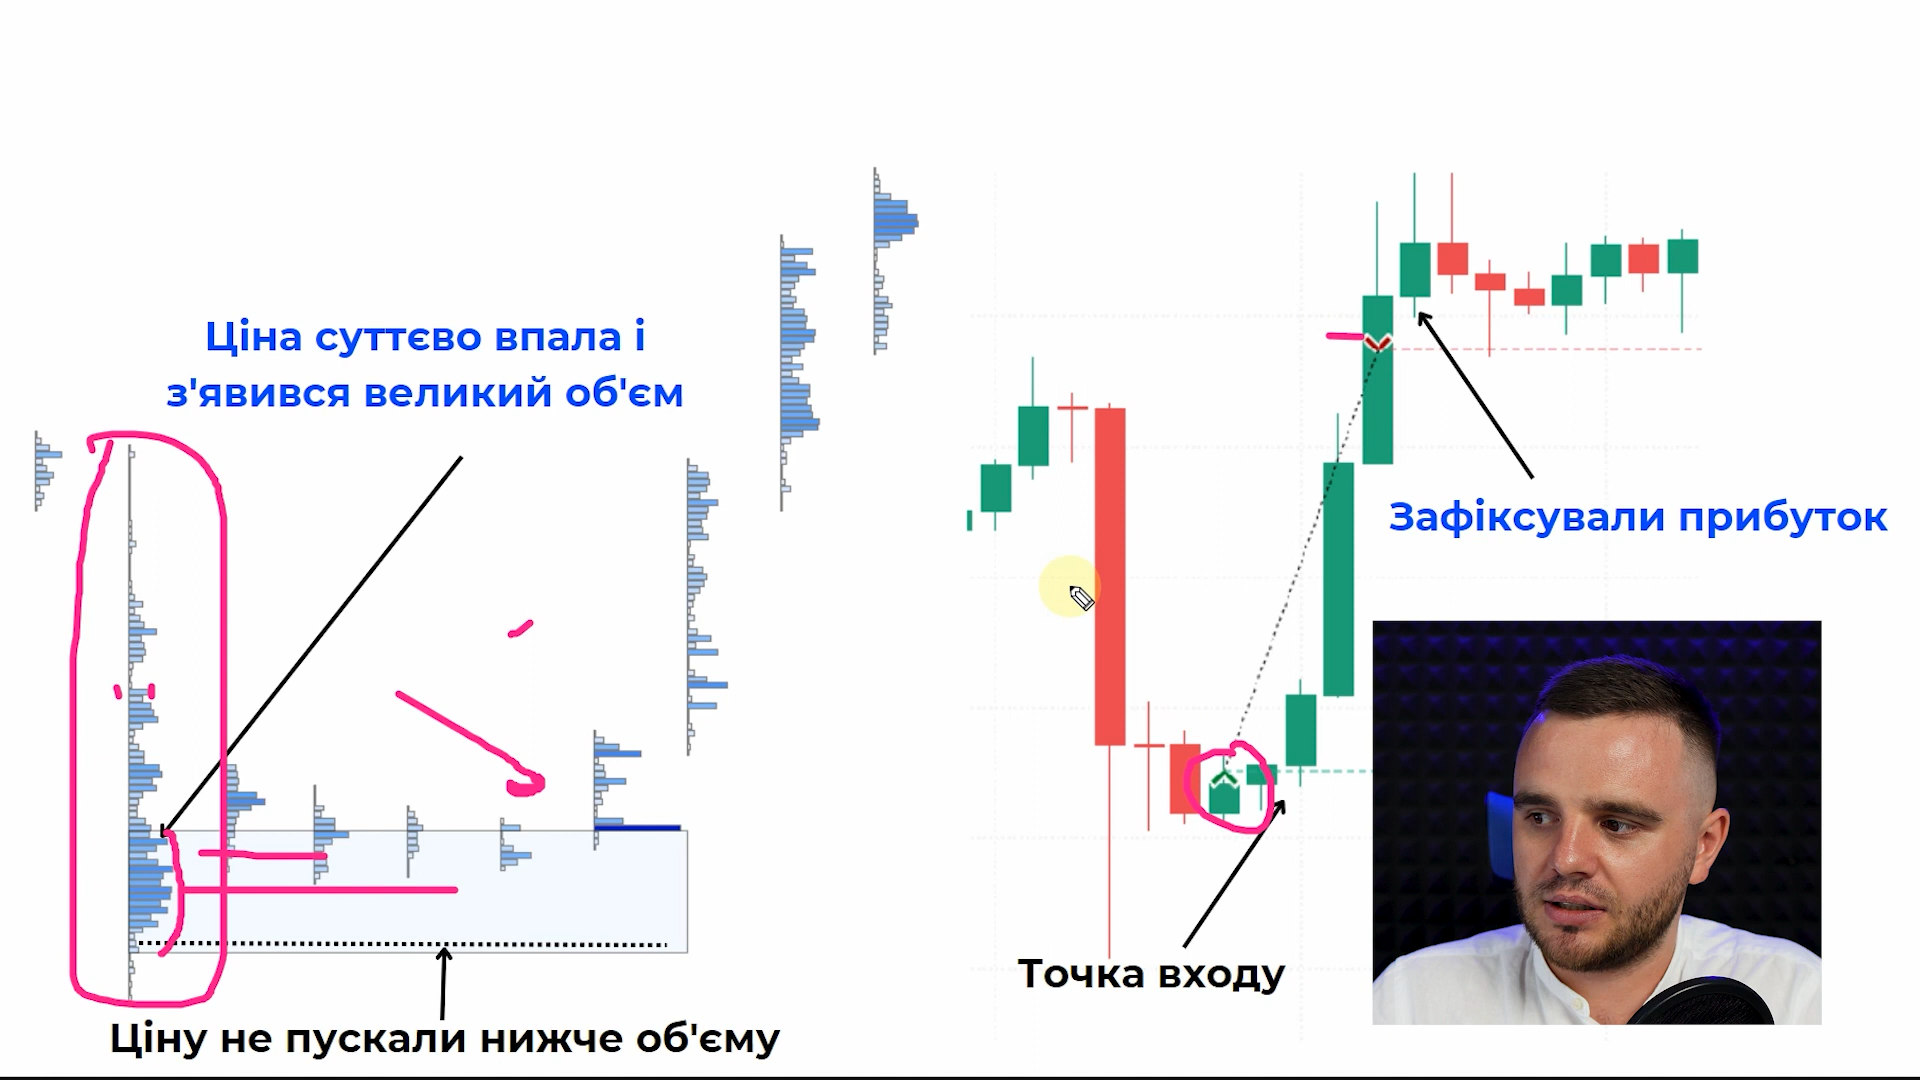 Ціна суттєво впала і
з'явився великий об'єм
Зафіксували прибуток
Точка входу
Ціну не пускали нижче об'єму